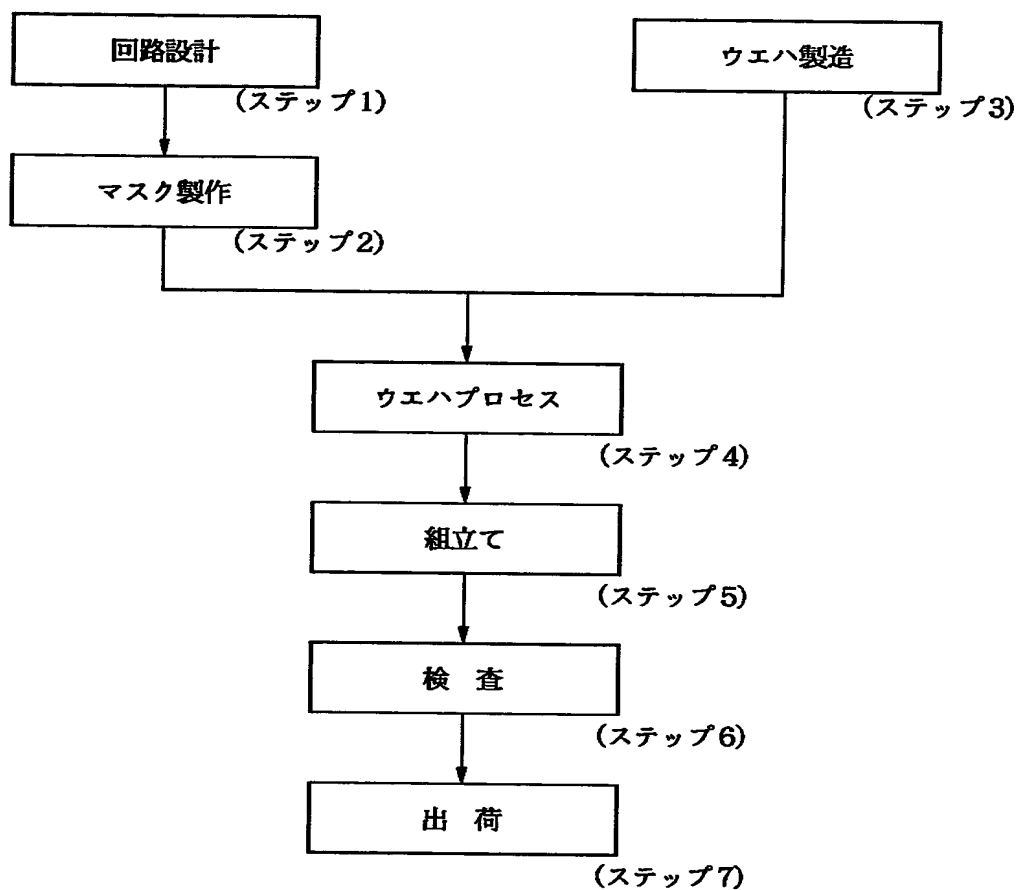 回路設計
(ステップ1)
ウエハ製造
(ステップ3)
マスク製作
(ステップ2)
ウエハプロセス
(ステップ4)
組立て
(ステップ5)
検 査
(ステップ6)
出 荷
(ステップ7)